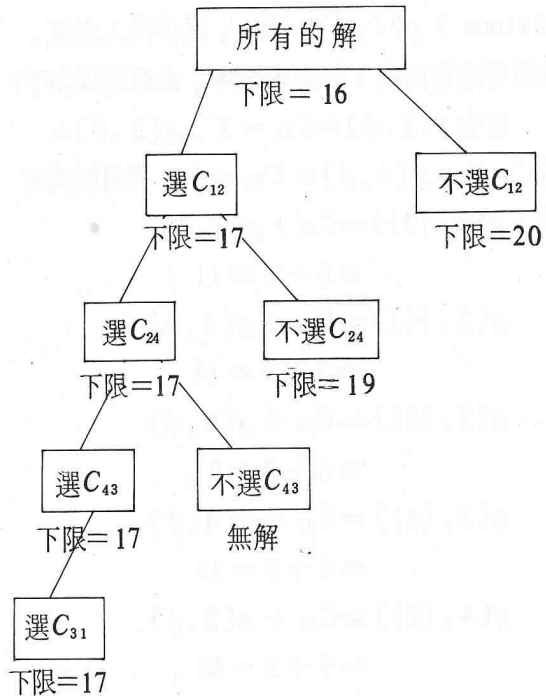 所有的解
下限=16
選C₁₂
不選C₁₂
下限=17
下限=20
選C₂₄
不選C₂₄
下限=17
下限=19
選C₄₃
不選C₄₃
下限=17
無解
選C₃₁
下限=17